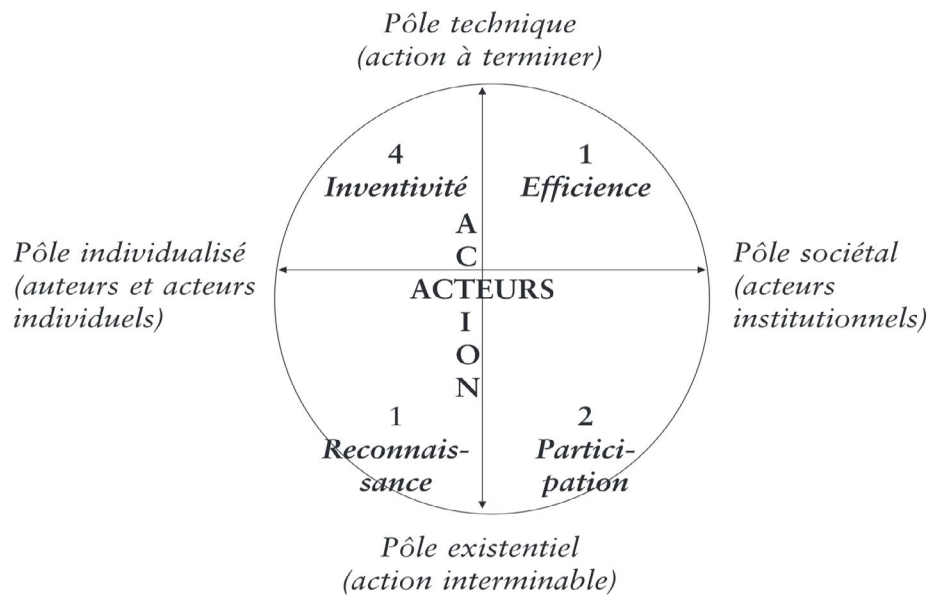 Pôle technique
(action à terminer)
4
Inventivité
1
Efficience
Pôle individualisé
(auteurs et acteurs
individuels)
A
C
ACTEURS
I
O
N
Pôle sociétal
(acteurs
institutionnels)
1
Reconnais-
sance
2
Partici-
pation
Pôle existentiel
(action interminable)